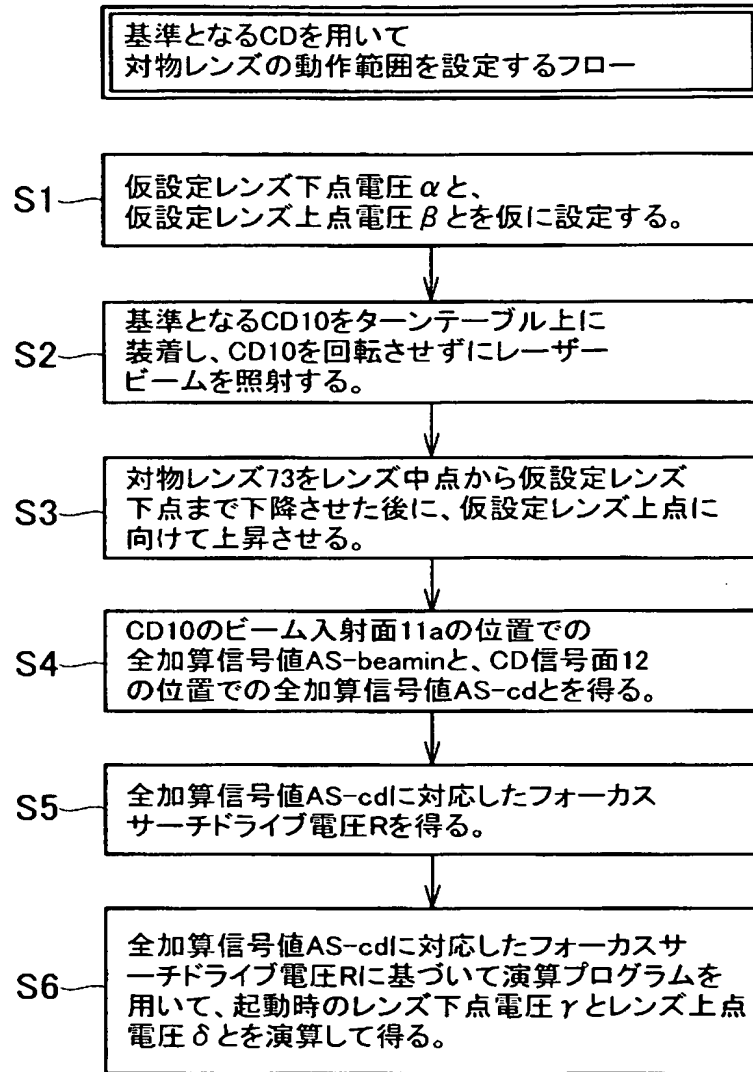 基準となるCDを用いて
対物レンズの動作範囲を設定するフロー
S1
仮設定レンズ下点電圧αと、
仮設定レンズ上点電圧βとを仮に設定する。
S2
基準となるCD10をターンテーブル上に
装着し、CD10を回転させずにレーザー
ビームを照射する。
S3
対物レンズ73をレンズ中点から仮設定レンズ
下点まで下降させた後に、仮設定レンズ上点に
向けて上昇させる。
S4
CD10のビーム入射面11aの位置での
全加算信号値AS-beaminと、CD信号面12
の位置での全加算信号値AS-cdとを得る。
S5
全加算信号値AS-cdに対応したフォーカス
サーチドライブ電圧Rを得る。
S6
全加算信号値AS-cdに対応したフォーカスサ
ーチドライブ電圧Rに基づいて演算プログラムを
用いて、起動時のレンズ下点電圧γとレンズ上点
電圧δとを演算して得る。